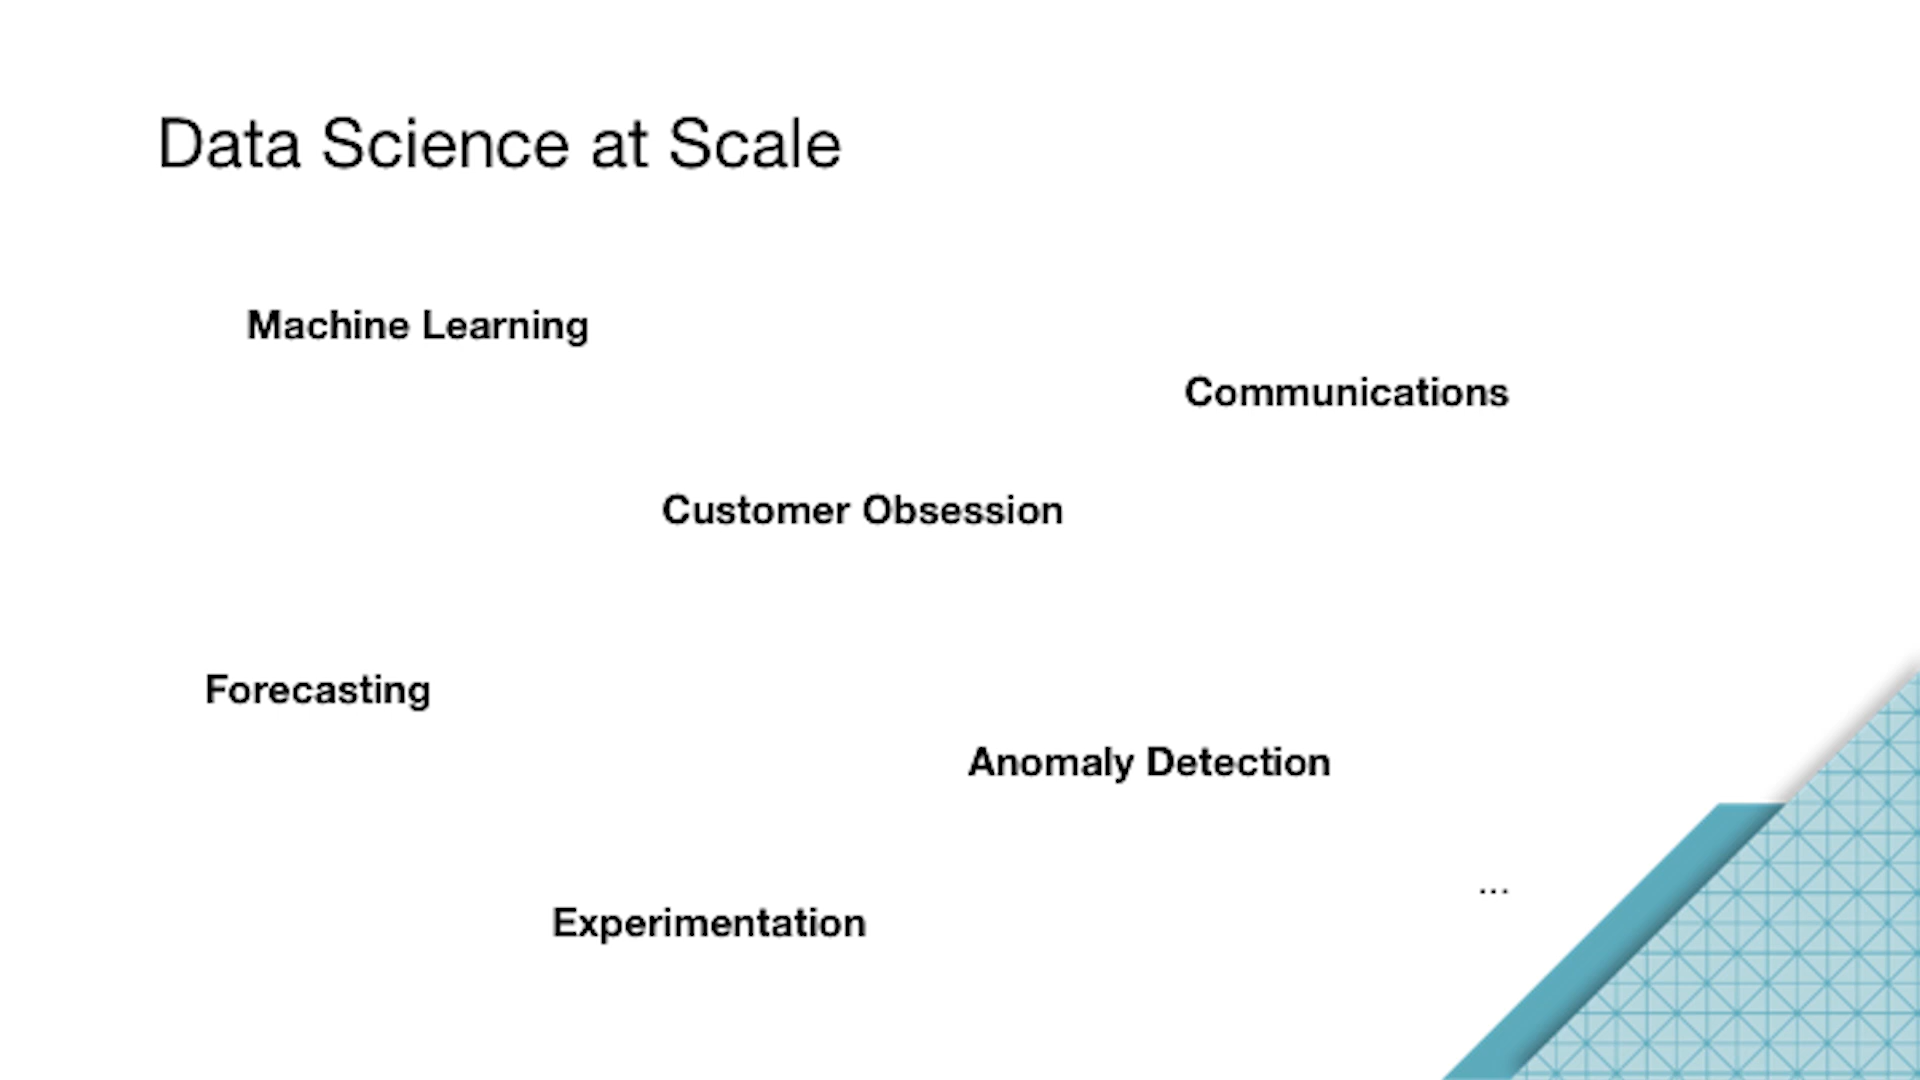 Data Science at Scale
Machine Learning
Communications
Customer Obsession
Forecasting
Anomaly Detection
...
Experimentation